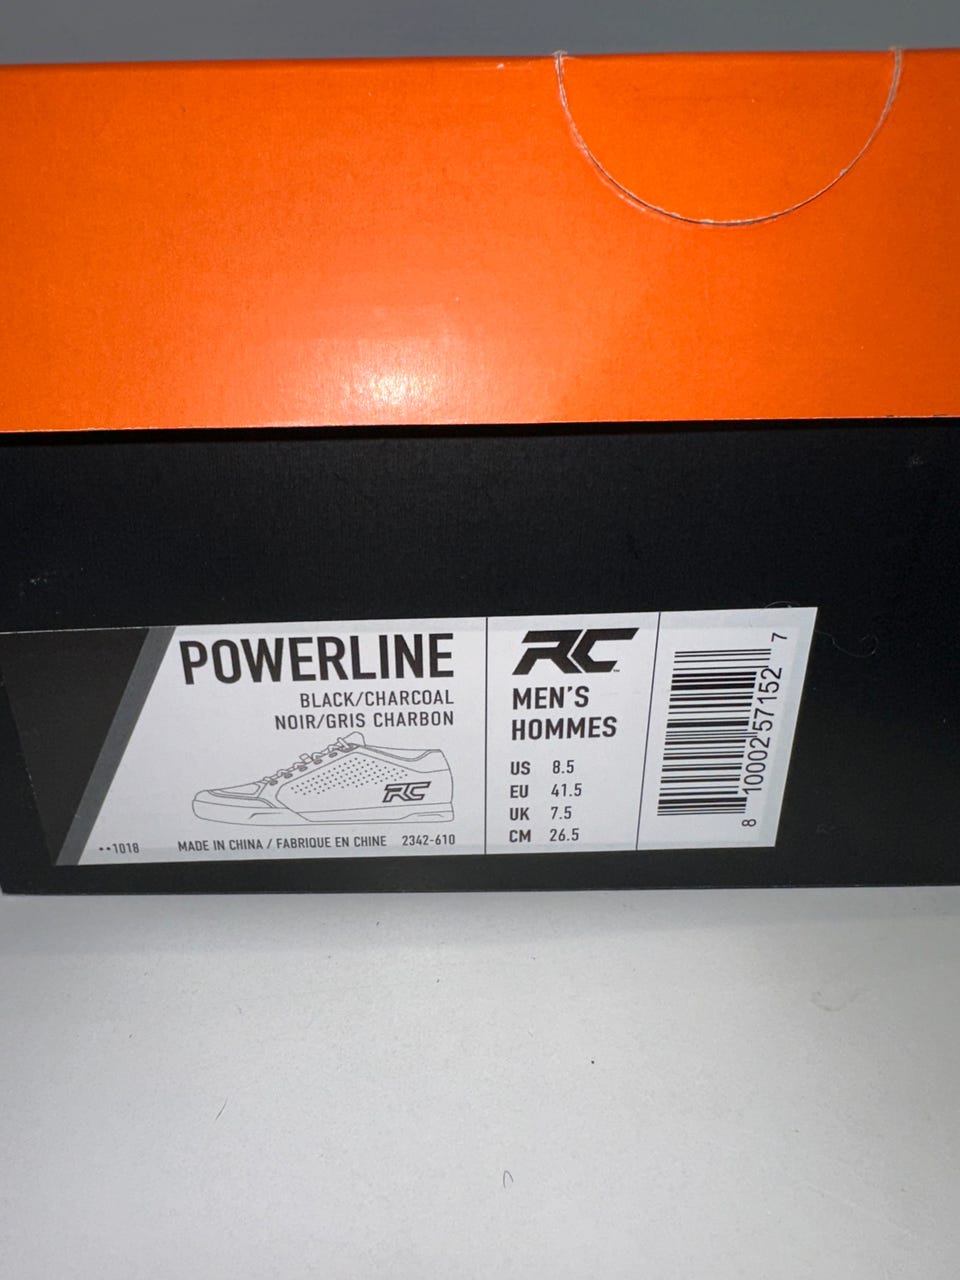 POWERLINE
BLACK/CHARCOAL
NOIR/GRIS CHARBON
RC
••1018 MADE IN CHINA / FABRIQUE EN CHINE 2342-610
RC™
MEN'S
HOMMES
US 8.5
EU 41.5
UK 7.5
CM 26.5
8 10002 57152 7